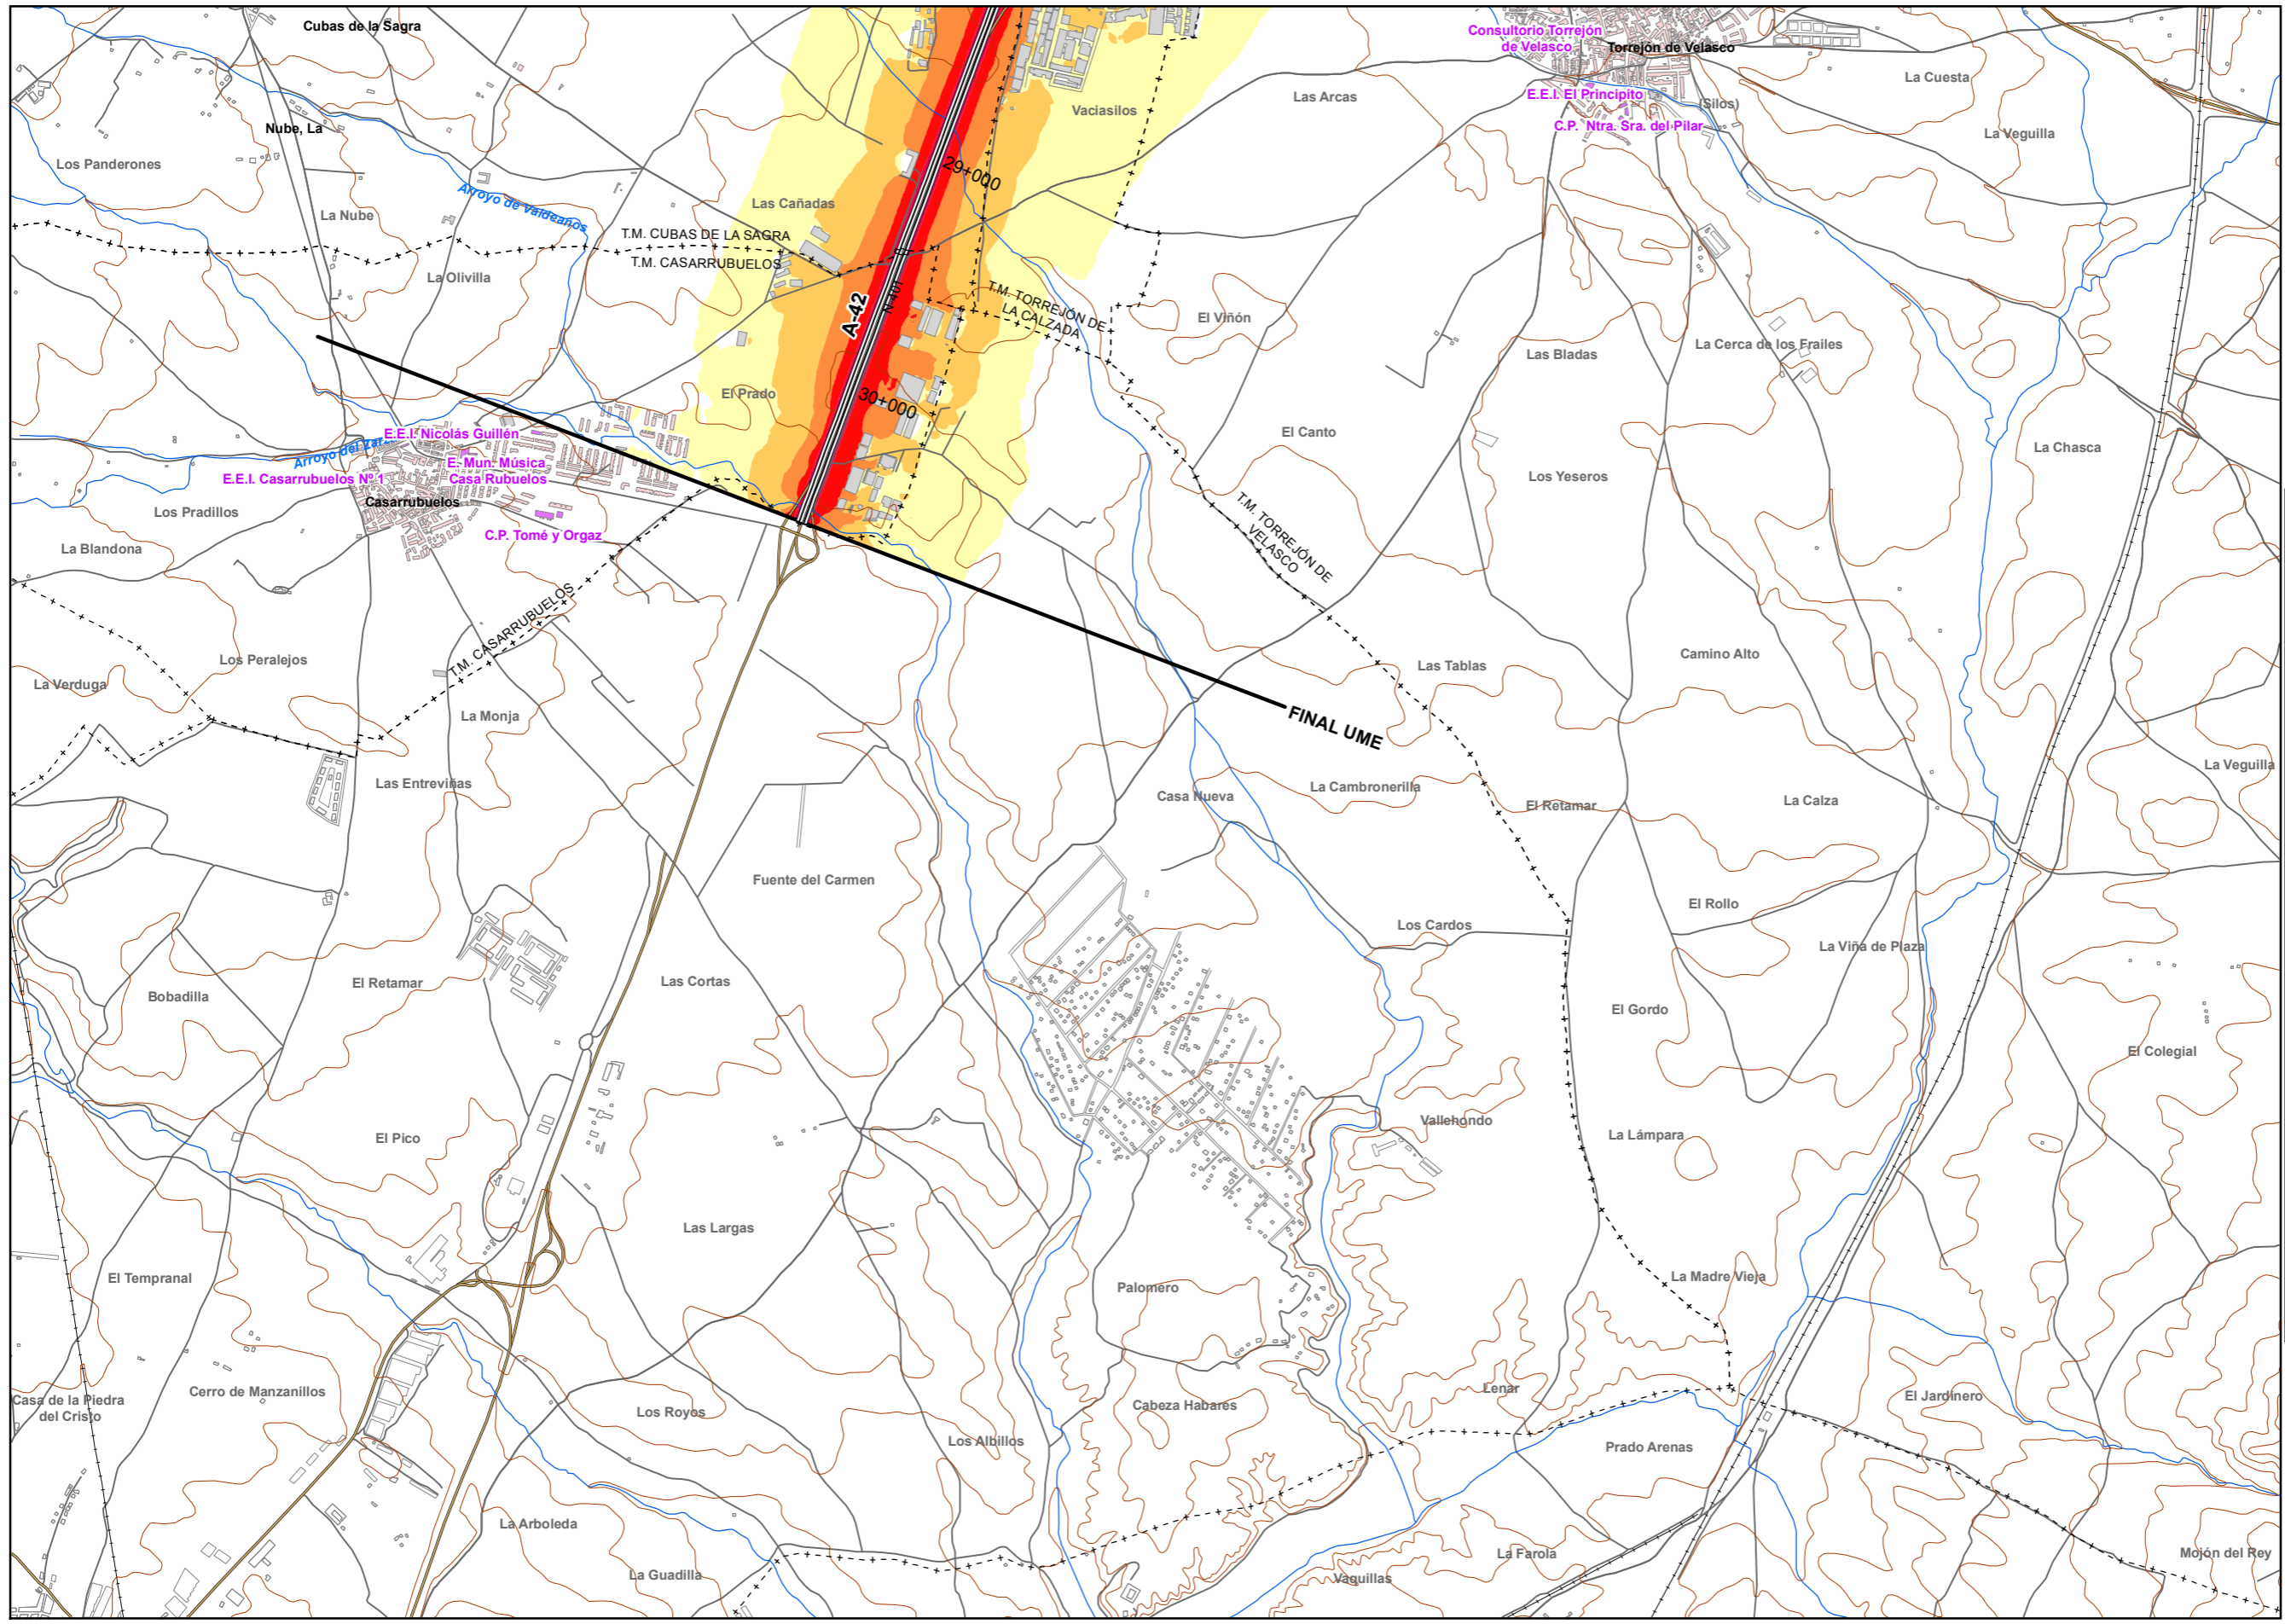 Cubas de la Sagra
Consultorio Torrejón
de Velasco
Torrejón de Velasco
La Cuesta
E.E.I. El Principito
(Silos)
Las Arcas
Vaciasilos
C.P. Ntra. Sra. del Pilar
La Veguilla
Nube, La
Los Panderones
29+000
Arroyo de Valdeaños
La Nube
Las Cañadas
T.M. CUBAS DE LA SAGRA
T.M. CASARRUBUELOS
La Olivilla
A-42
N-401
T.M. TORREJÓN DE
LA CALZADA
El Viñón
Las Bladas
La Cerca de los Frailes
El Prado
30+000
E.E.I. Nicolás Guillén
El Canto
La Chasca
Arroyo del
E. Mun. Música
Casa Rubuelos
E.E.I. Casarrubuelos Nº 1
Los Yeseros
Casarrubuelos
Los Pradillos
C.P. Tomé y Orgaz
La Blandona
T.M. TORREJÓN DE
VELASCO
T.M. CASARRUBUELOS
Los Peralejos
La Verduga
Las Tablas
Camino Alto
La Monja
FINAL UME
La Veguilla
Las Entreviñas
Casa Nueva
La Cambronerilla
El Retamar
La Calza
Fuente del Carmen
El Rollo
Los Cardos
La Viña de Plaza
El Retamar
Las Cortas
Bobadilla
El Gordo
El Colegial
El Pico
Vallehondo
La Lámpara
Las Largas
El Tempranal
Palomero
La Madre Vieja
Cerro de Manzanillos
Casa de la Piedra
del Cristo
Los Royos
Cabeza Habares
Lenar
El Jardinero
Los Albillos
Prado Arenas
La Arboleda
La Guadilla
La Farola
Vaquillas
Mojón del Rey